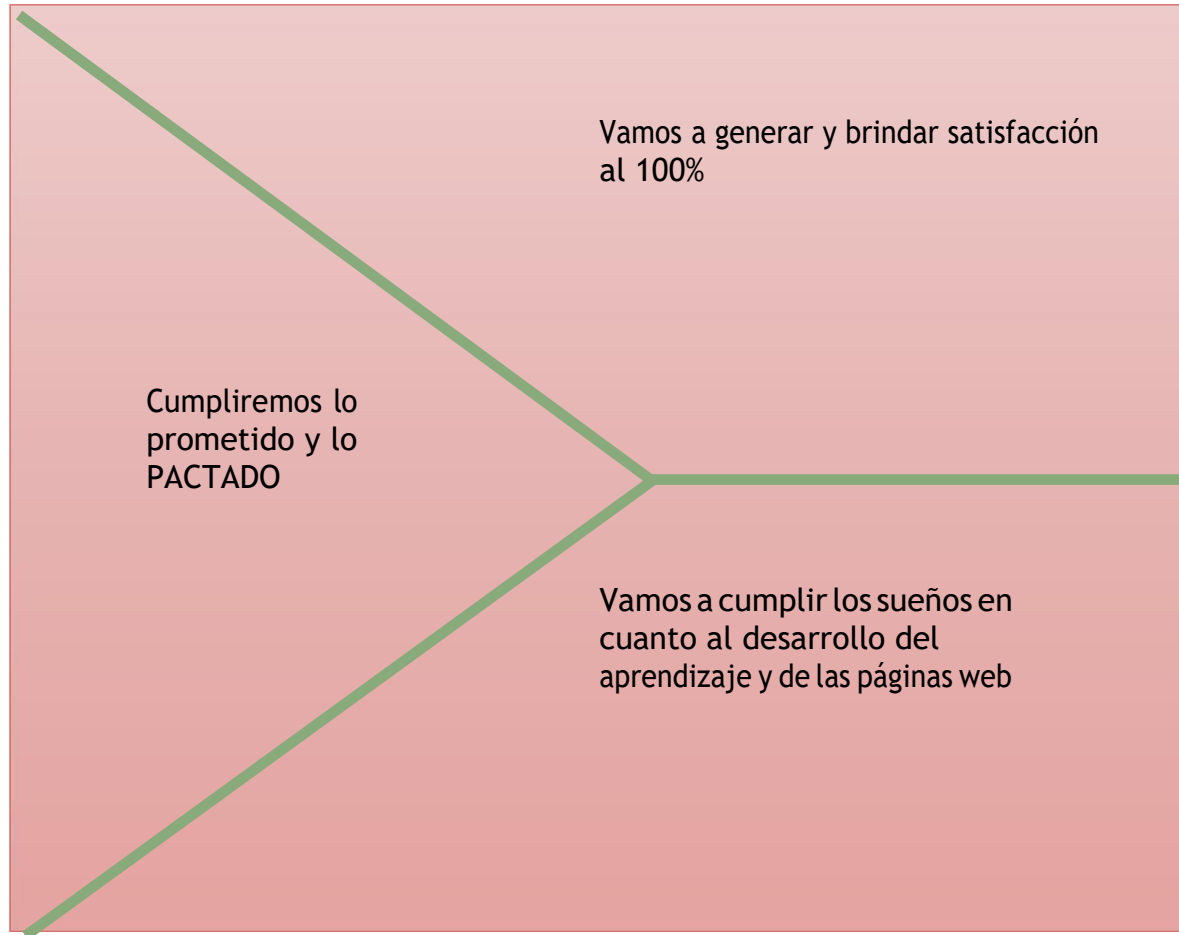 Vamos a generar y brindar satisfacción
al 100%
Cumpliremos lo
prometido y lo
PACTADO
Vamos a cumplir los sueños en
cuanto al desarrollo del
aprendizaje y de las páginas web